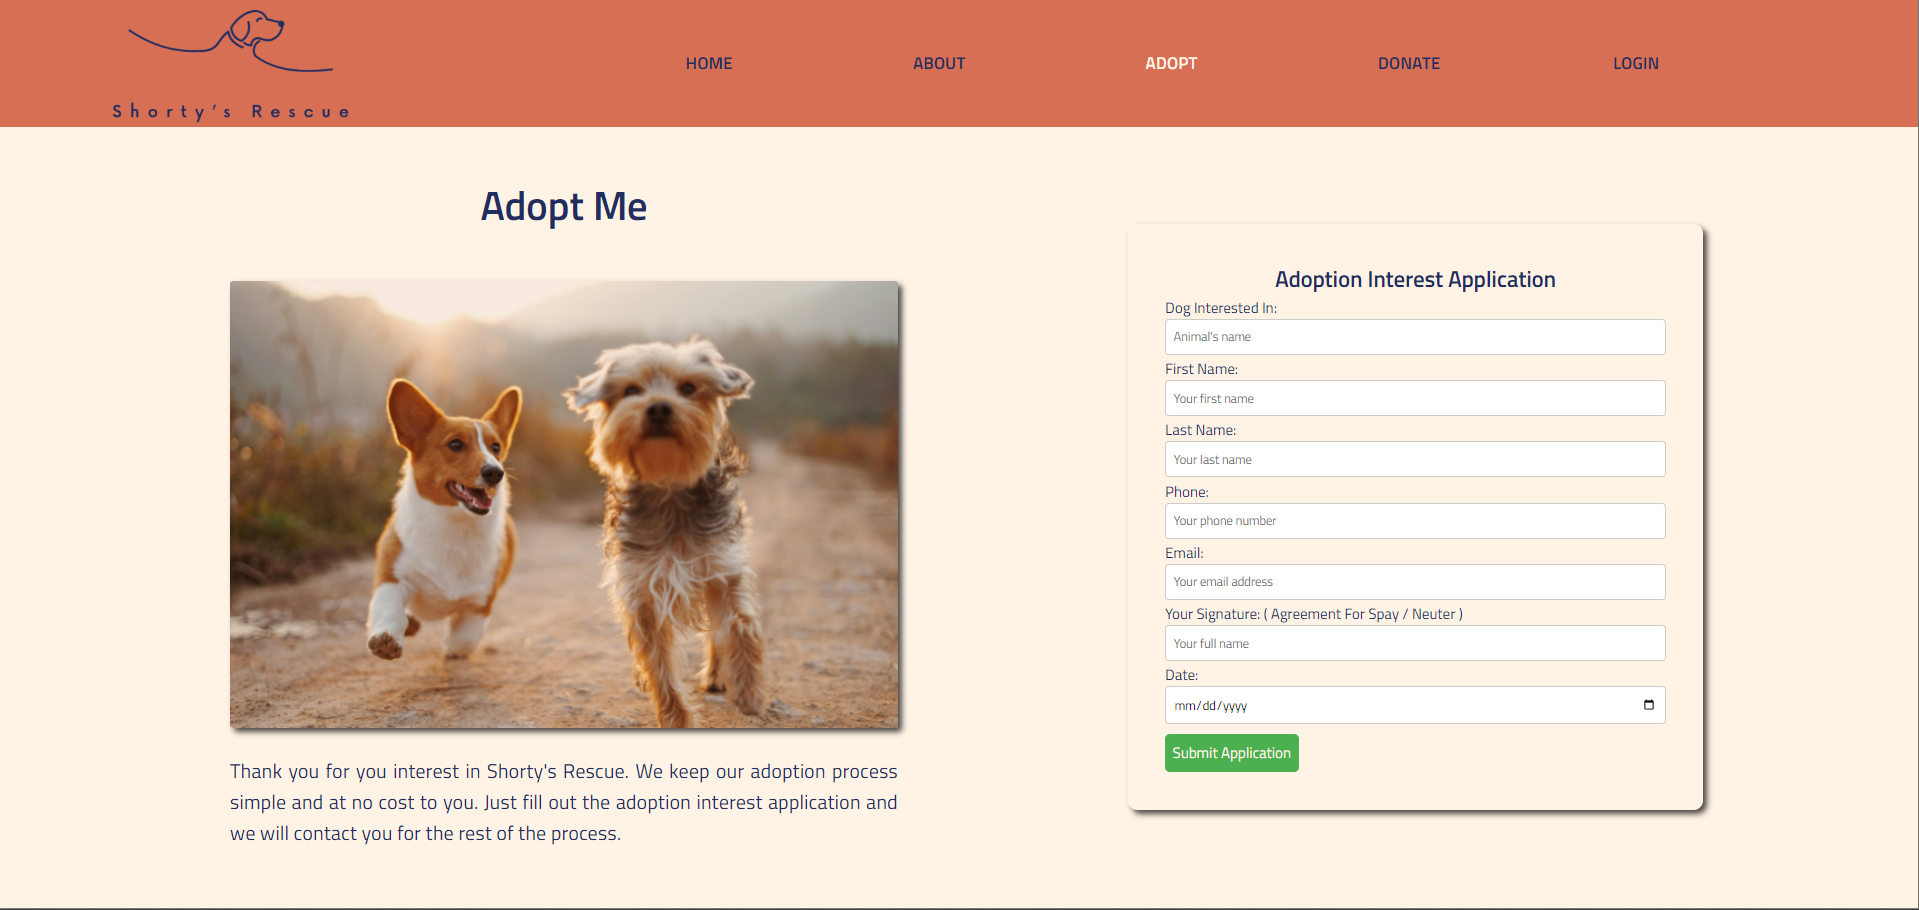 Shorty's Rescue
HOME
ABOUT
ADOPT
DONATE
LOGIN
Adopt Me
Thank you for you interest in Shorty's Rescue. We keep our adoption process
simple and at no cost to you. Just fill out the adoption interest application and
we will contact you for the rest of the process.
Adoption Interest Application
Dog Interested In:
Animal's name
First Name:
Your first name
Last Name:
Your last name
Phone:
Your phone number
Email:
Your email address
Your Signature: ( Agreement For Spay / Neuter )
Your full name
Date:
mm/dd/yyyy
Submit Application